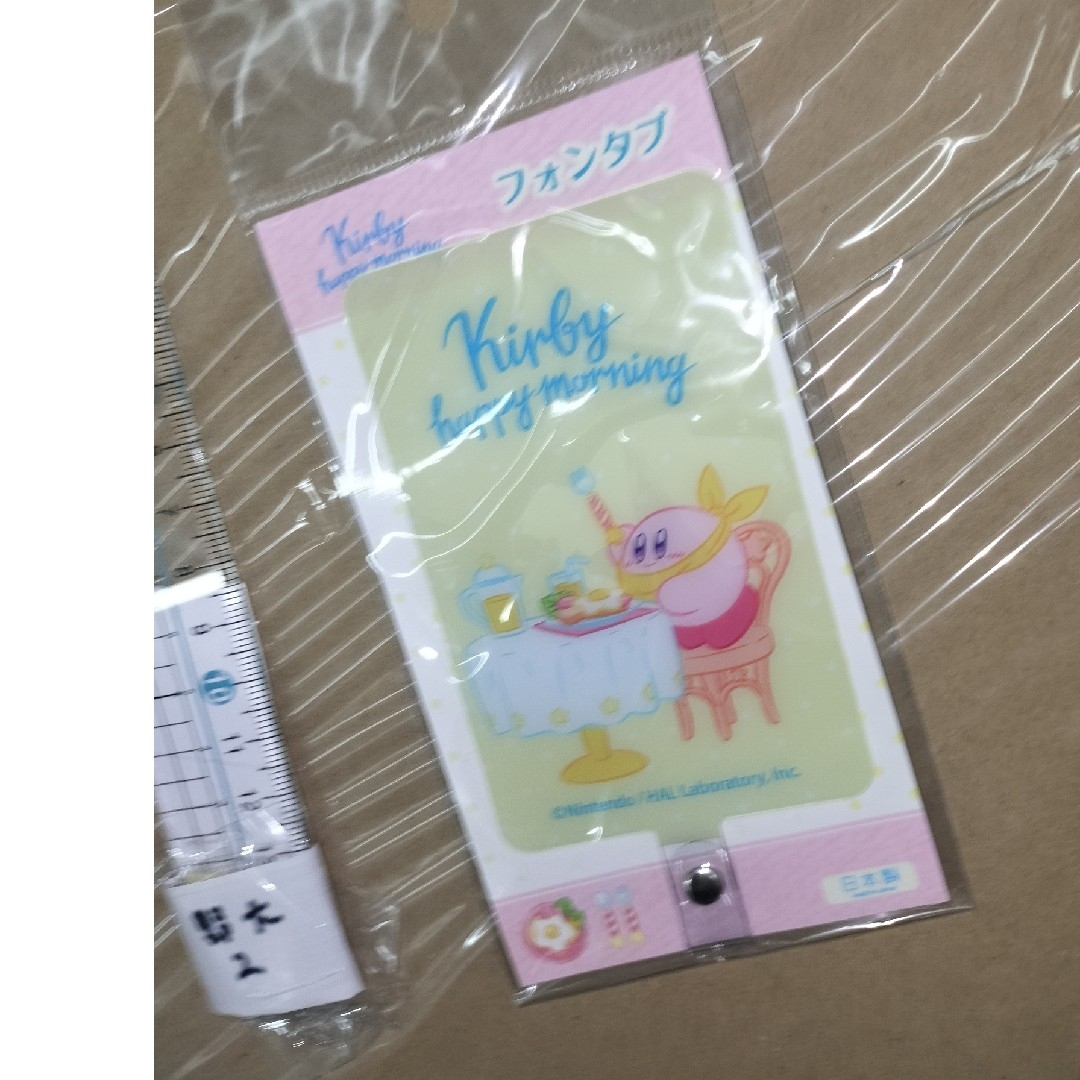 フォンタブ
Kirby
happy morning
Kirby
happy morning
©Nintendo / HAL Laboratory, Inc.
日本製